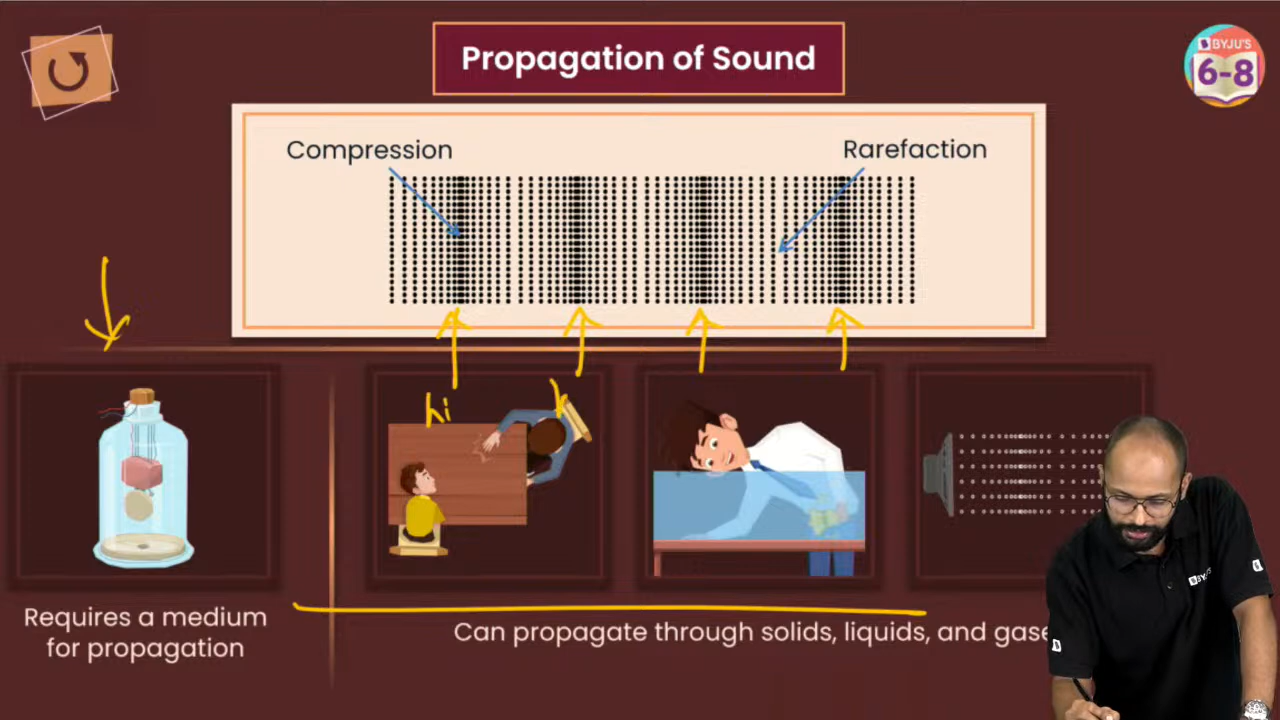 Propagation of Sound
BYJU'S
6-8
Compression
Rarefaction
hi
Requires a medium
for propagation
Can propagate through solids, liquids, and gase
BYJ